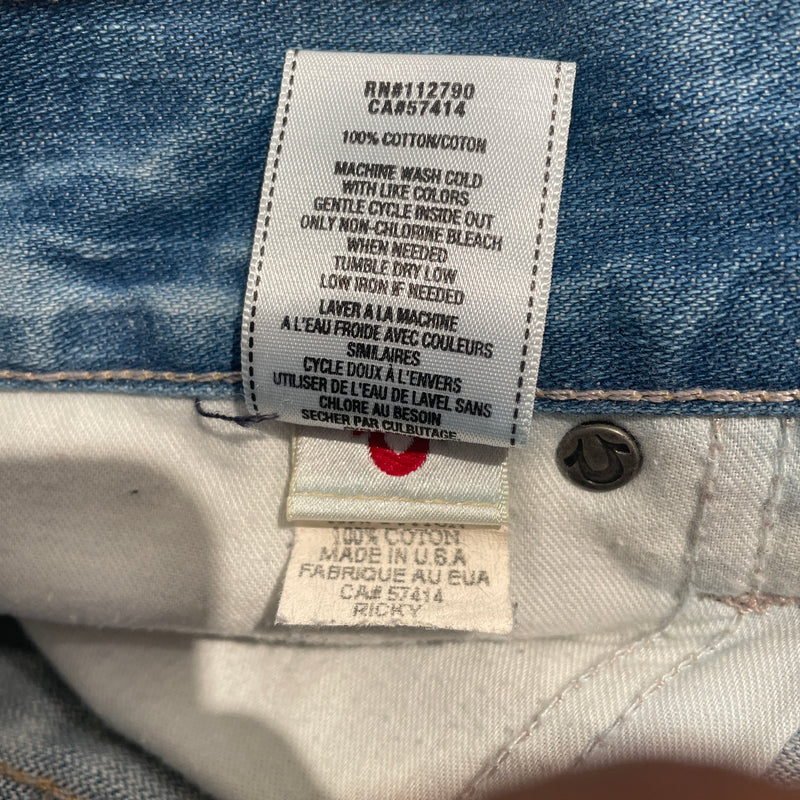 RN#112790
CA#57414
100% COTTON/COTON
MACHINE WASH COLD
WITH LIKE COLORS
GENTLE CYCLE INSIDE OUT
ONLY NON-CHLORINE BLEACH
WHEN NEEDED
TUMBLE DRY LOW
LOW IRON IF NEEDED
LAVER A LA MACHINE
A L'EAU FROIDE AVEC COULEURS
SIMILAIRES
CYCLE DOUX À L'ENVERS
UTILISER DE L'EAU DE LAVEL SANS
CHLORE AU BESOIN
SECHER PAR CULBUTAGE
100% COTON
MADE IN U.S.A
FABRIQUE AU EUA
CA# 57414
RICKY